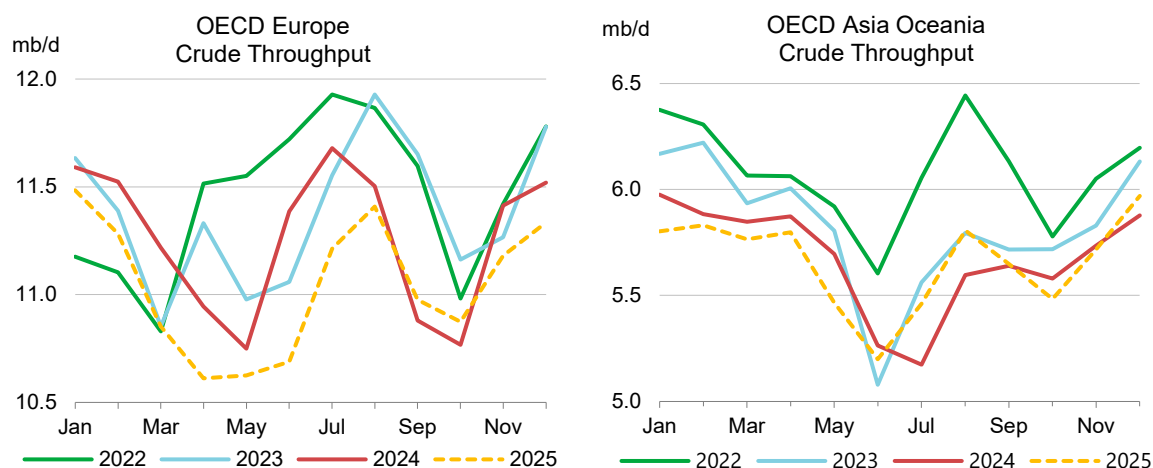 OECD Europe
Crude Throughput
mb/d
12.0
11.5
11.0
10.5
Jan Mar May Jul Sep Nov
2022 2023 2024 2025
OECD Asia Oceania
Crude Throughput
mb/d
6.5
6.0
5.5
5.0
Jan Mar May Jul Sep Nov
2022 2023 2024 2025